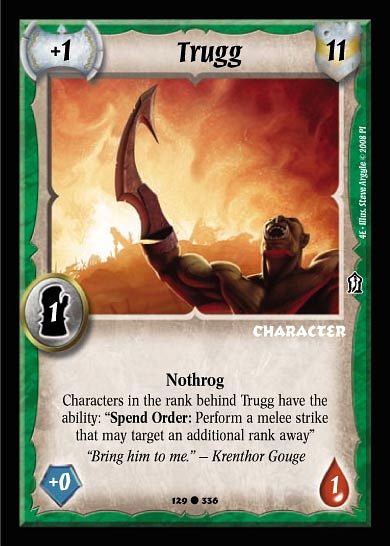 +1
Trugg
11
4E • Illus. Steve Argyle © 2008 PI
1
CHARACTER
Nothrog
Characters in the rank behind Trugg have the
ability: “Spend Order: Perform a melee strike
that may target an additional rank away”
“Bring him to me.” – Krenthor Gouge
+0
129 ● 336
1